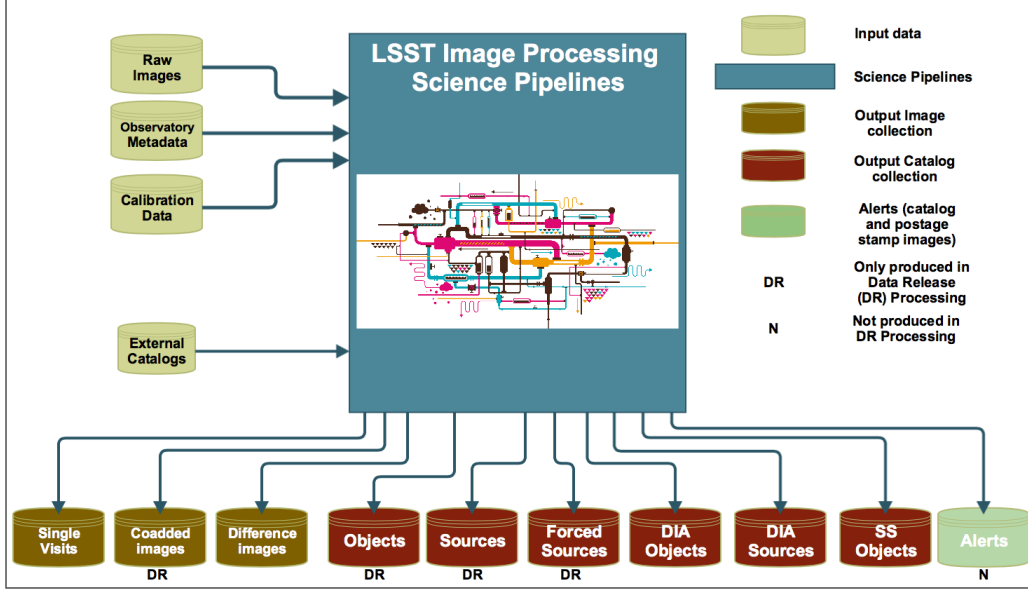 LSST Image Processing
Science Pipelines
Raw
Images
Observatory
Metadata
Calibration
Data
External
Catalogs
Input data
Science Pipelines
Output Image
collection
Output Catalog
collection
Alerts (catalog
and postage
stamp images)
DR
Only produced in
Data Release
(DR) Processing
N
Not produced in
DR Processing
Single
Visits
Coadded
images
DR
Difference
images
Objects
DR
Sources
DR
Forced
Sources
DR
DIA
Objects
DIA
Sources
SS
Objects
Alerts
N